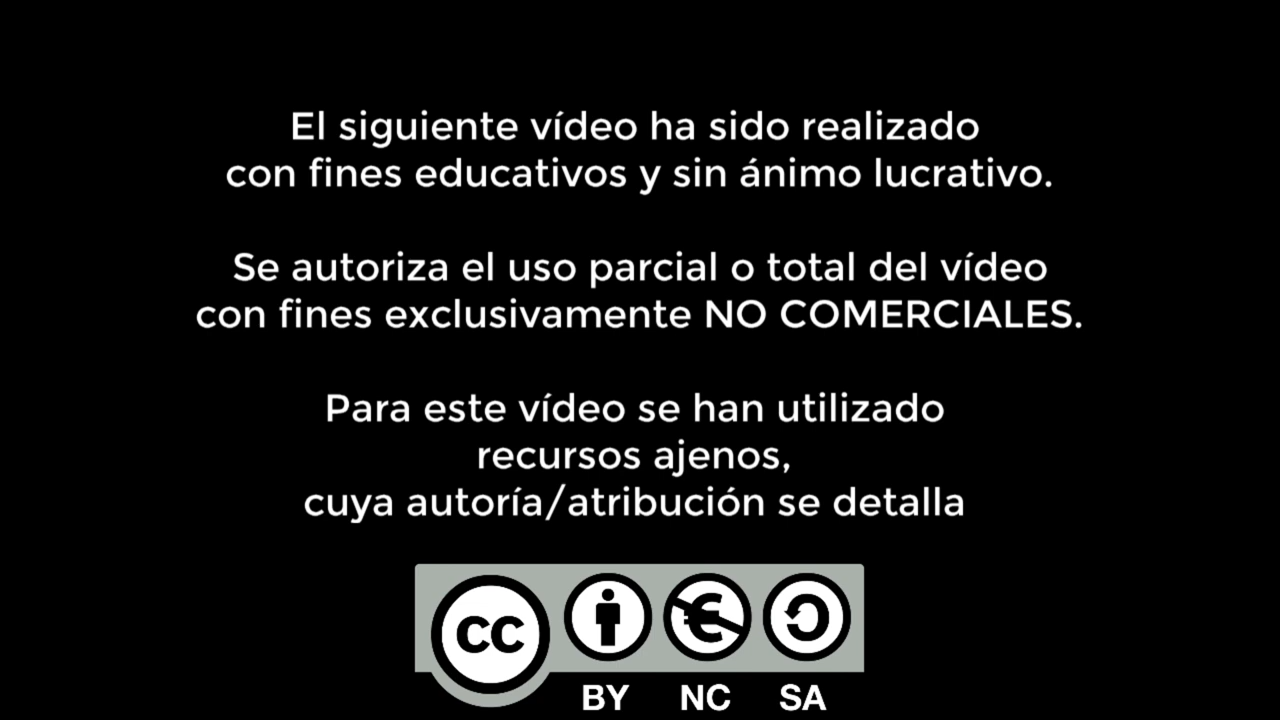 El siguiente vídeo ha sido realizado
con fines educativos y sin ánimo lucrativo.
Se autoriza el uso parcial o total del vídeo
con fines exclusivamente NO COMERCIALES.
Para este vídeo se han utilizado
recursos ajenos,
cuya autoría/atribución se detalla
cc
BY NC SA